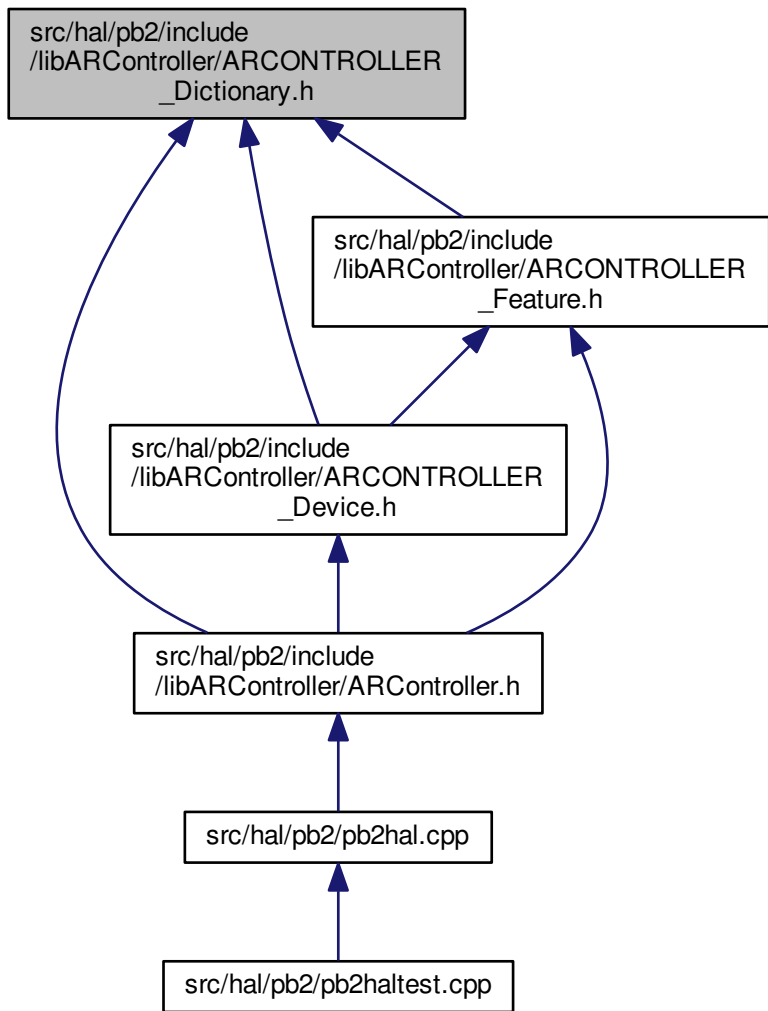 src/hal/pb2/include
/libARController/ARCONTROLLER
_Dictionary.h
src/hal/pb2/include
/libARController/ARCONTROLLER
_Feature.h
src/hal/pb2/include
/libARController/ARCONTROLLER
_Device.h
src/hal/pb2/include
/libARController/ARController.h
src/hal/pb2/pb2hal.cpp
src/hal/pb2/pb2haltest.cpp